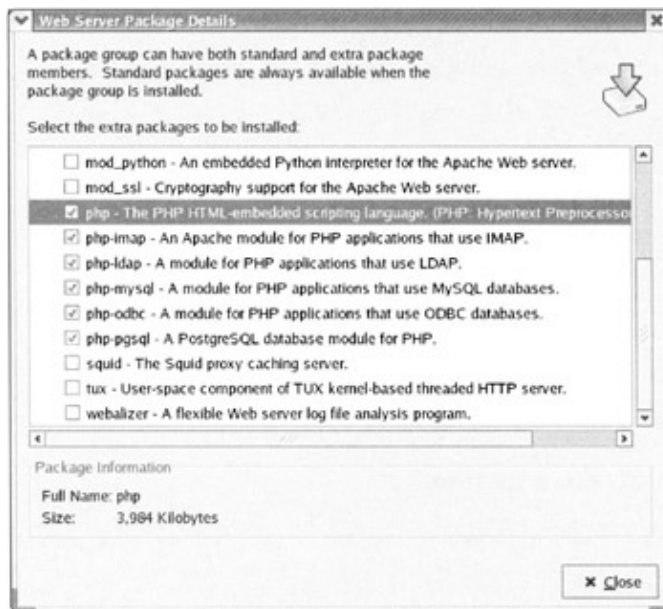 Web Server Package Details
A package group can have both standard and extra package
members. Standard packages are always available when the
package group is installed.
Select the extra packages to be installed:
mod_python - An embedded Python interpreter for the Apache Web server.
mod_ssl - Cryptography support for the Apache Web server.
php - The PHP HTML-embedded scripting language. (PHP: Hypertext Preprocessor
php-imap - An Apache module for PHP applications that use IMAP.
php-ldap - A module for PHP applications that use LDAP.
php-mysql - A module for PHP applications that use MySQL databases.
php-odbc - A module for PHP applications that use ODBC databases.
php-pgsql - A PostgreSQL database module for PHP.
squid - The Squid proxy caching server.
tux - User-space component of TUX kernel-based threaded HTTP server.
webalizer - A flexible Web server log file analysis program.
Package Information
Full Name: php
Size: 3,984 Kilobytes
Close